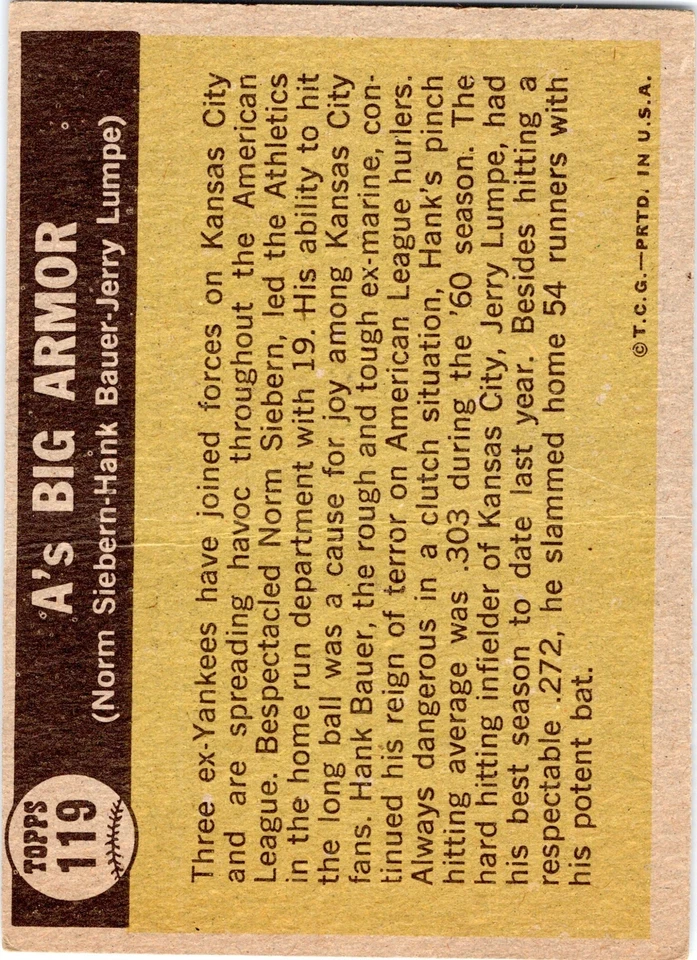 TOPPS
119
A's BIG ARMOR
(Norm Siebern-Hank Bauer-Jerry Lumpe)
Three ex-Yankees have joined forces on Kansas City
and are spreading havoc throughout the American
League. Bespectacled Norm Siebern, led the Athletics
in the home run department with 19. His ability to hit
the long ball was a cause for joy among Kansas City
fans. Hank Bauer, the rough and tough ex-marine, con-
tinued his reign of terror on American League hurlers.
Always dangerous in a clutch situation, Hank's pinch
hitting average was .303 during the '60 season. The
hard hitting infielder of Kansas City, Jerry Lumpe, had
his best season to date last year. Besides hitting a
respectable .272, he slammed home 54 runners with
his potent bat.
©T.C.G.—PRTD. IN U.S.A.